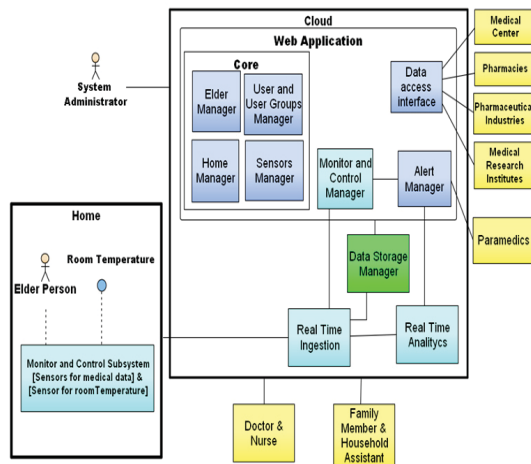 Cloud
Web Application
Core
Elder
Manager
User and
User Groups
Manager
Home
Manager
Sensors
Manager
Data
access
interface
Monitor and
Control
Manager
Alert
Manager
Data Storage
Manager
Real Time
Ingestion
Real Time
Analitycs
System
Administrator
Home
Room Temperature
Elder Person
Monitor and Control Subsystem
[Sensors for medical data] &
[Sensor for roomTemperature]
Medical
Center
Pharmacies
Pharmaceutical
Industries
Medical
Research
Institutes
Paramedics
Doctor &
Nurse
Family
Member &
Household
Assistant